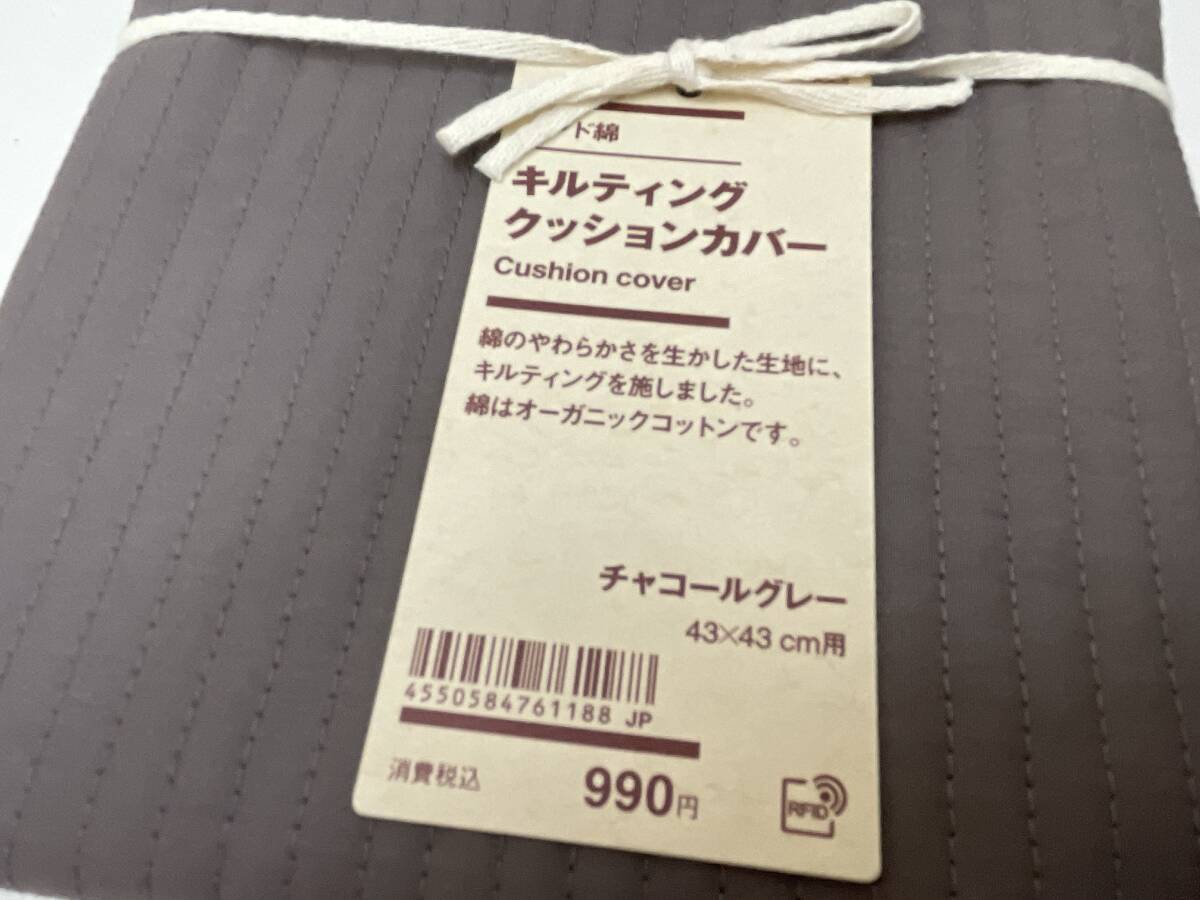 ド綿
キルティング
クッションカバー
Cushion cover
綿のやわらかさを生かした生地に、
キルティングを施しました。
綿はオーガニックコットンです。
チャコールグレー
43×43 cm用
4550584761188 JP
消費税込 990円
RFID